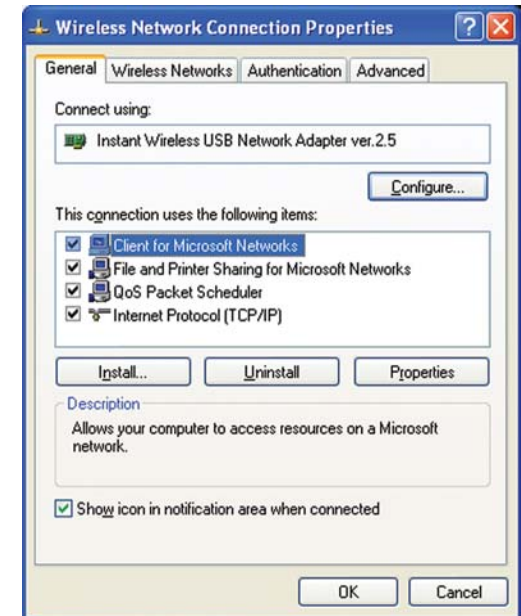 Wireless Network Connection Properties
General Wireless Networks Authentication Advanced
Connect using:
Instant Wireless USB Network Adapter ver.2.5
Configure...
This connection uses the following items:
Client for Microsoft Networks
File and Printer Sharing for Microsoft Networks
QoS Packet Scheduler
Internet Protocol (TCP/IP)
Install... Uninstall Properties
Description
Allows your computer to access resources on a Microsoft
network.
Show icon in notification area when connected
OK Cancel